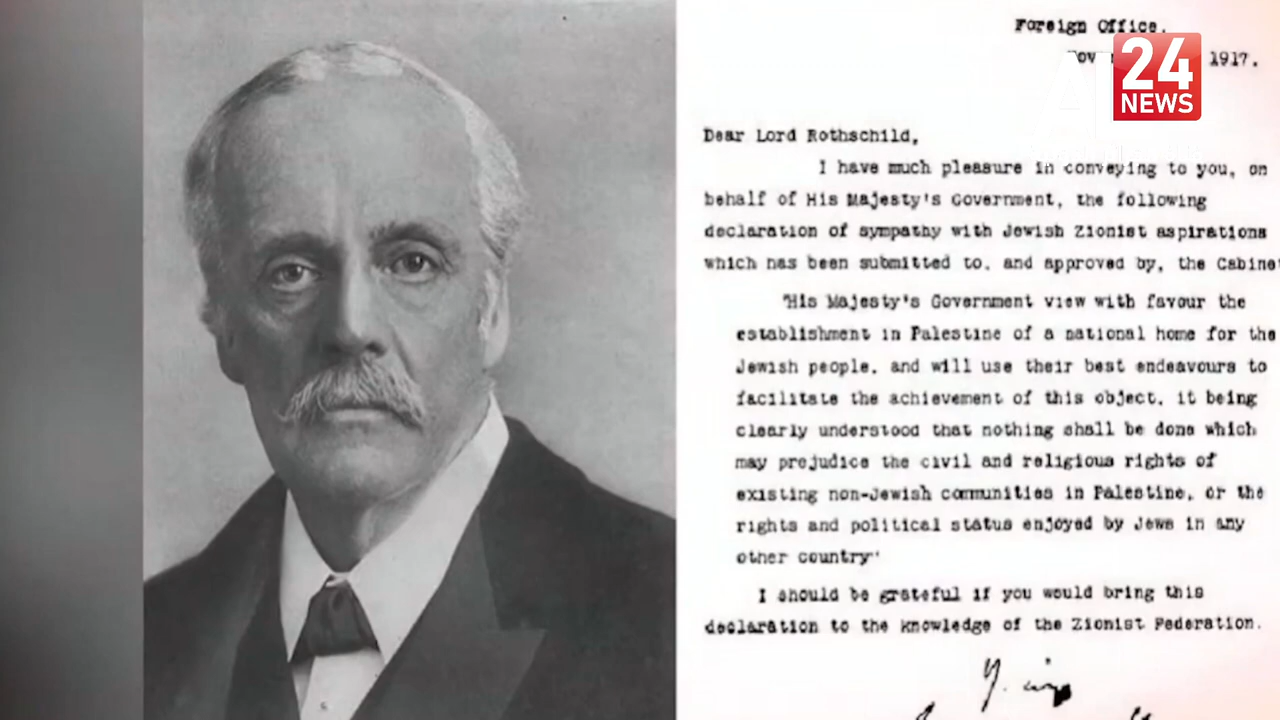 Foreign Office.
1917.
24
NEWS
Dear Lord Rothschild,
I have much pleasure in conveying to you, on
behalf of His Majesty's Government, the following
declaration of sympathy with Jewish Zionist aspirations
which has been submitted to, and approved by, the Cabinet
'His Majesty's Government view with favour the
establishment in Palestine of a national home for the
Jewish people, and will use their best endeavours to
facilitate the achievement of this object, it being
clearly understood that nothing shall be done which
may prejudice the civil and religious rights of
existing non-Jewish communities in Palestine, or the
rights and political status enjoyed by Jews in any
other country'
I should be grateful if you would bring this
declaration to the knowledge of the Zionist Federation.